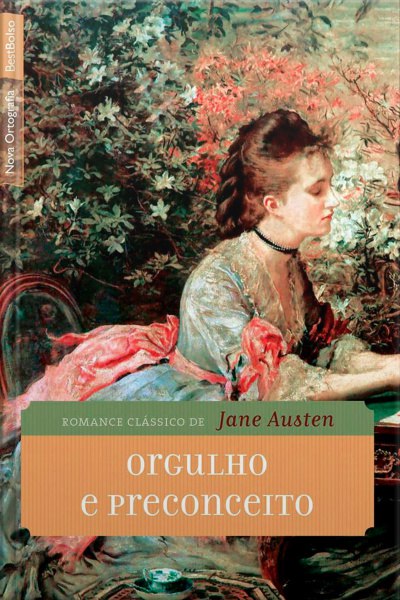 Nova Ortografia BestBolso
ROMANCE CLÁSSICO DE Jane Austen
ORGULHO
E PRECONCEITO